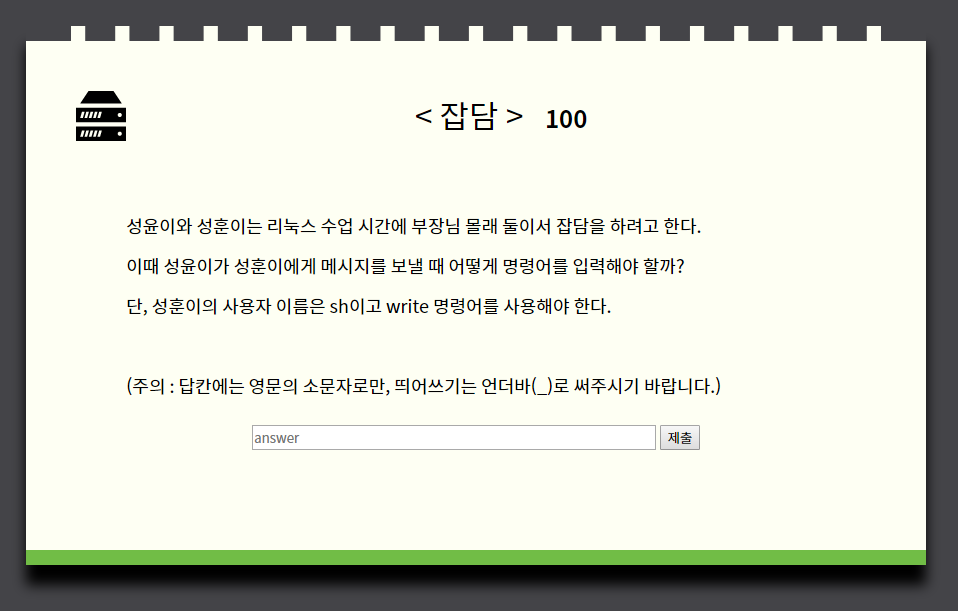 < 잡담 > 100
성윤이와 성훈이는 리눅스 수업 시간에 부장님 몰래 둘이서 잡담을 하려고 한다.
이때 성윤이가 성훈이에게 메시지를 보낼 때 어떻게 명령어를 입력해야 할까?
단, 성훈이의 사용자 이름은 sh이고 write 명령어를 사용해야 한다.
(주의 : 답칸에는 영문의 소문자로만, 띄어쓰기는 언더바(_)로 써주시기 바랍니다.)
answer 제출